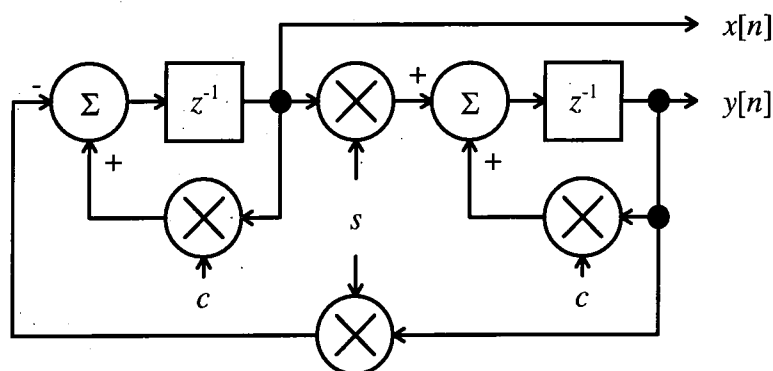 x[n]
- Σ z⁻¹ + Σ z⁻¹ y[n]
+ +
s
c c